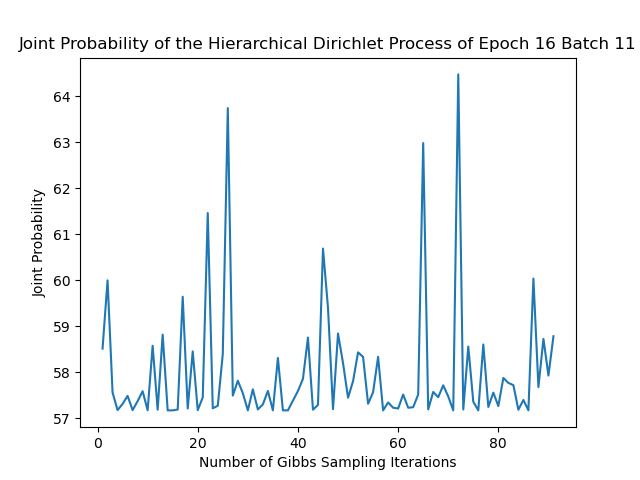 Joint Probability of the Hierarchical Dirichlet Process of Epoch 16 Batch 11
64
63
62
61
60
59
58
57
Joint Probability
0 20 40 60 80
Number of Gibbs Sampling Iterations